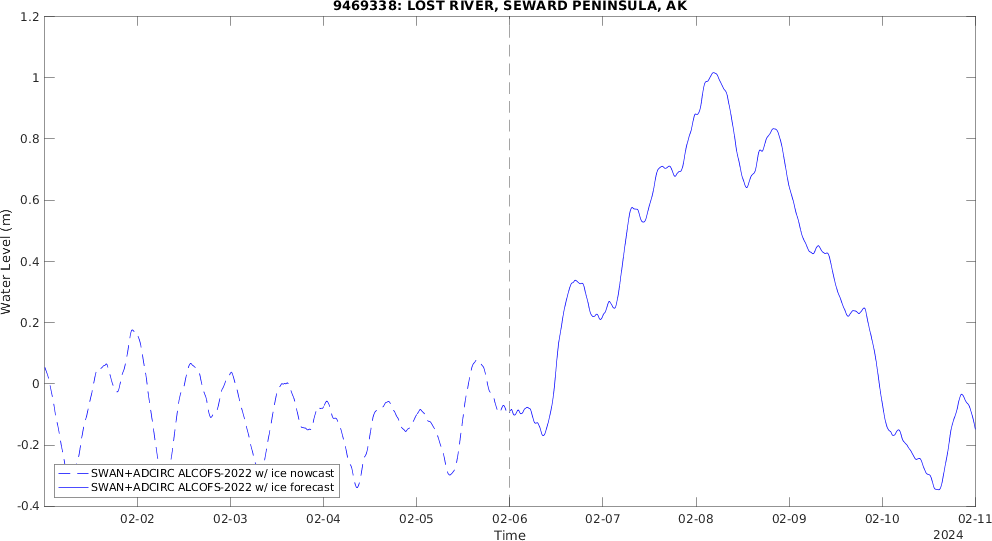 9469338: LOST RIVER, SEWARD PENINSULA, AK
1.2
1
0.8
0.6
0.4
0.2
0
-0.2
-0.4
Water Level (m)
SWAN+ADCIRC ALCOFS-2022 w/ ice nowcast
SWAN+ADCIRC ALCOFS-2022 w/ ice forecast
02-02 02-03 02-04 02-05 02-06 02-07 02-08 02-09 02-10 02-11
Time
2024